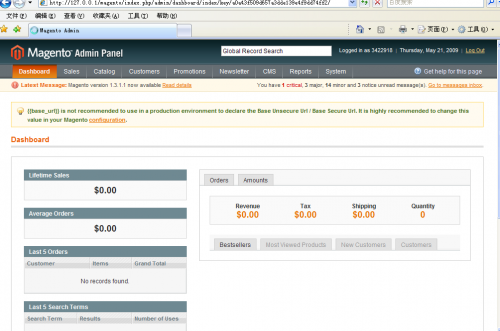 http://127.0.0.1/magento/index.php/admin/dashboard/index/key/
文件(F) 编辑(E) 查看(V) 收藏夹(A) 工具(T) 帮助(H)
Magento Admin
页面(P) 工具(O)
Magento Admin Panel
Global Record Search
Logged in as 3422918 | Thursday, May 21, 2009 | Log Out
Dashboard Sales Catalog Customers Promotions Newsletter CMS Reports System Get help for this page
Latest Message: Magento version 1.3.1.1 now available Read details You have 1 critical, 3 major, 14 minor and 3 notice unread message(s). Go to messages inbox
{{base_url}} is not recommended to use in a production environment to declare the Base Unsecure Url / Base Secure Url. It is highly recommended to change
this value in your Magento configuration.
Dashboard
Lifetime Sales
$0.00
Average Orders
$0.00
Last 5 Orders
Customer Items Grand Total
No records found.
Last 5 Search Terms
Search Term Results Number of Uses
Orders Amounts
Revenue Tax Shipping Quantity
$0.00 $0.00 $0.00 0
Bestsellers Most Viewed Products New Customers Customers